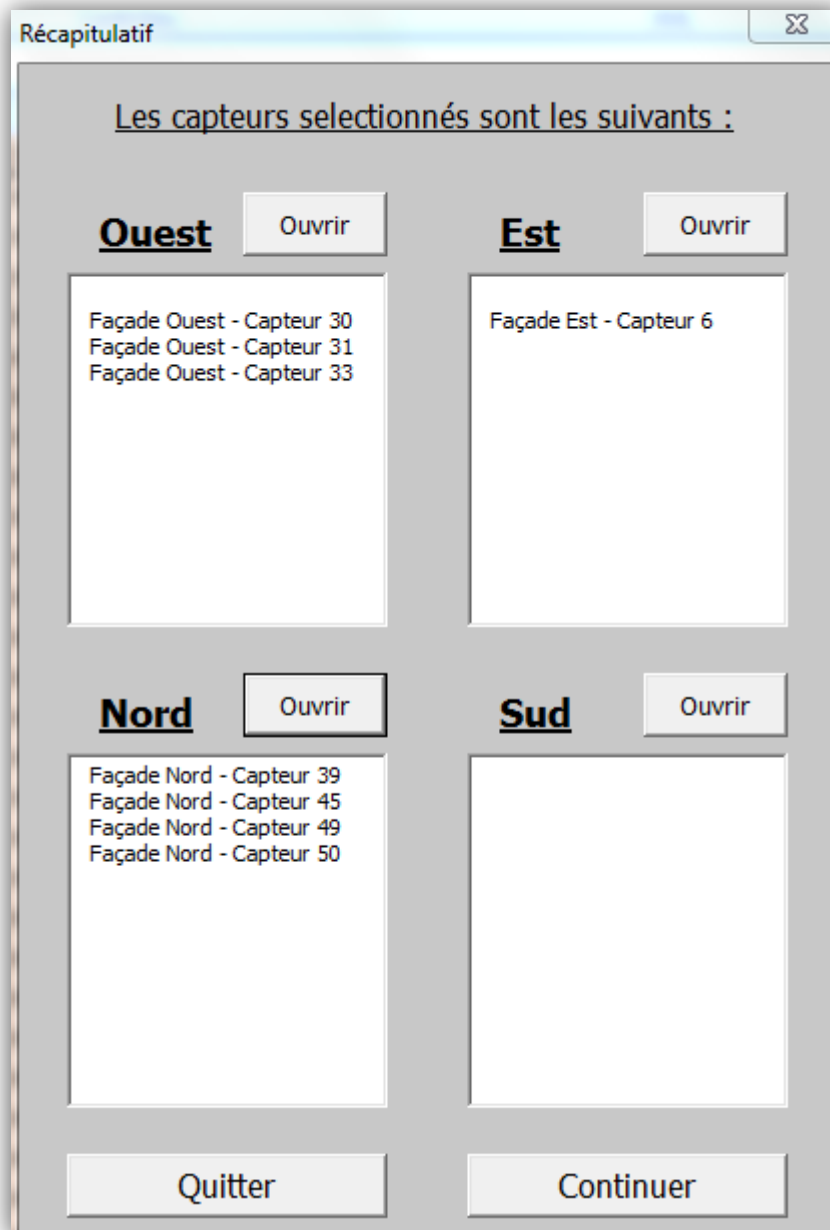 Récapitulatif
Les capteurs selectionnés sont les suivants :
Ouest
Ouvrir
Est
Ouvrir
Façade Ouest - Capteur 30
Façade Ouest - Capteur 31
Façade Ouest - Capteur 33
Façade Est - Capteur 6
Nord
Ouvrir
Sud
Ouvrir
Façade Nord - Capteur 39
Façade Nord - Capteur 45
Façade Nord - Capteur 49
Façade Nord - Capteur 50
Quitter
Continuer